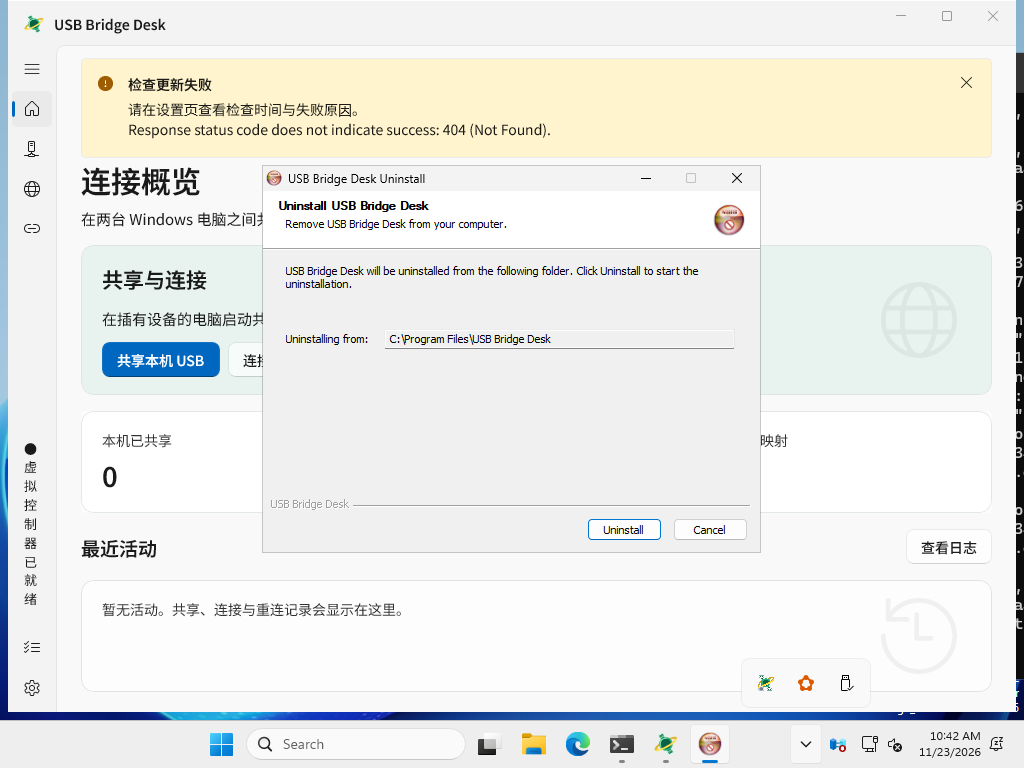 USB Bridge Desk
检查更新失败
请在设置页查看检查时间与失败原因。
Response status code does not indicate success: 404 (Not Found).
连接概览
在两台 Windows 电脑之间
USB Bridge Desk Uninstall
Uninstall USB Bridge Desk
Remove USB Bridge Desk from your computer.
USB Bridge Desk will be uninstalled from the following folder. Click Uninstall to start the
uninstallation.
Uninstalling from:
C:\Program Files\USB Bridge Desk
USB Bridge Desk
Uninstall
Cancel
共享与连接
在插有设备的电脑启动共
共享本机 USB
连接
本机已共享
0
映射
虚拟控制器已就绪
最近活动
查看日志
暂无活动。共享、连接与重连记录会显示在这里。
Search
10:42 AM
11/23/2026